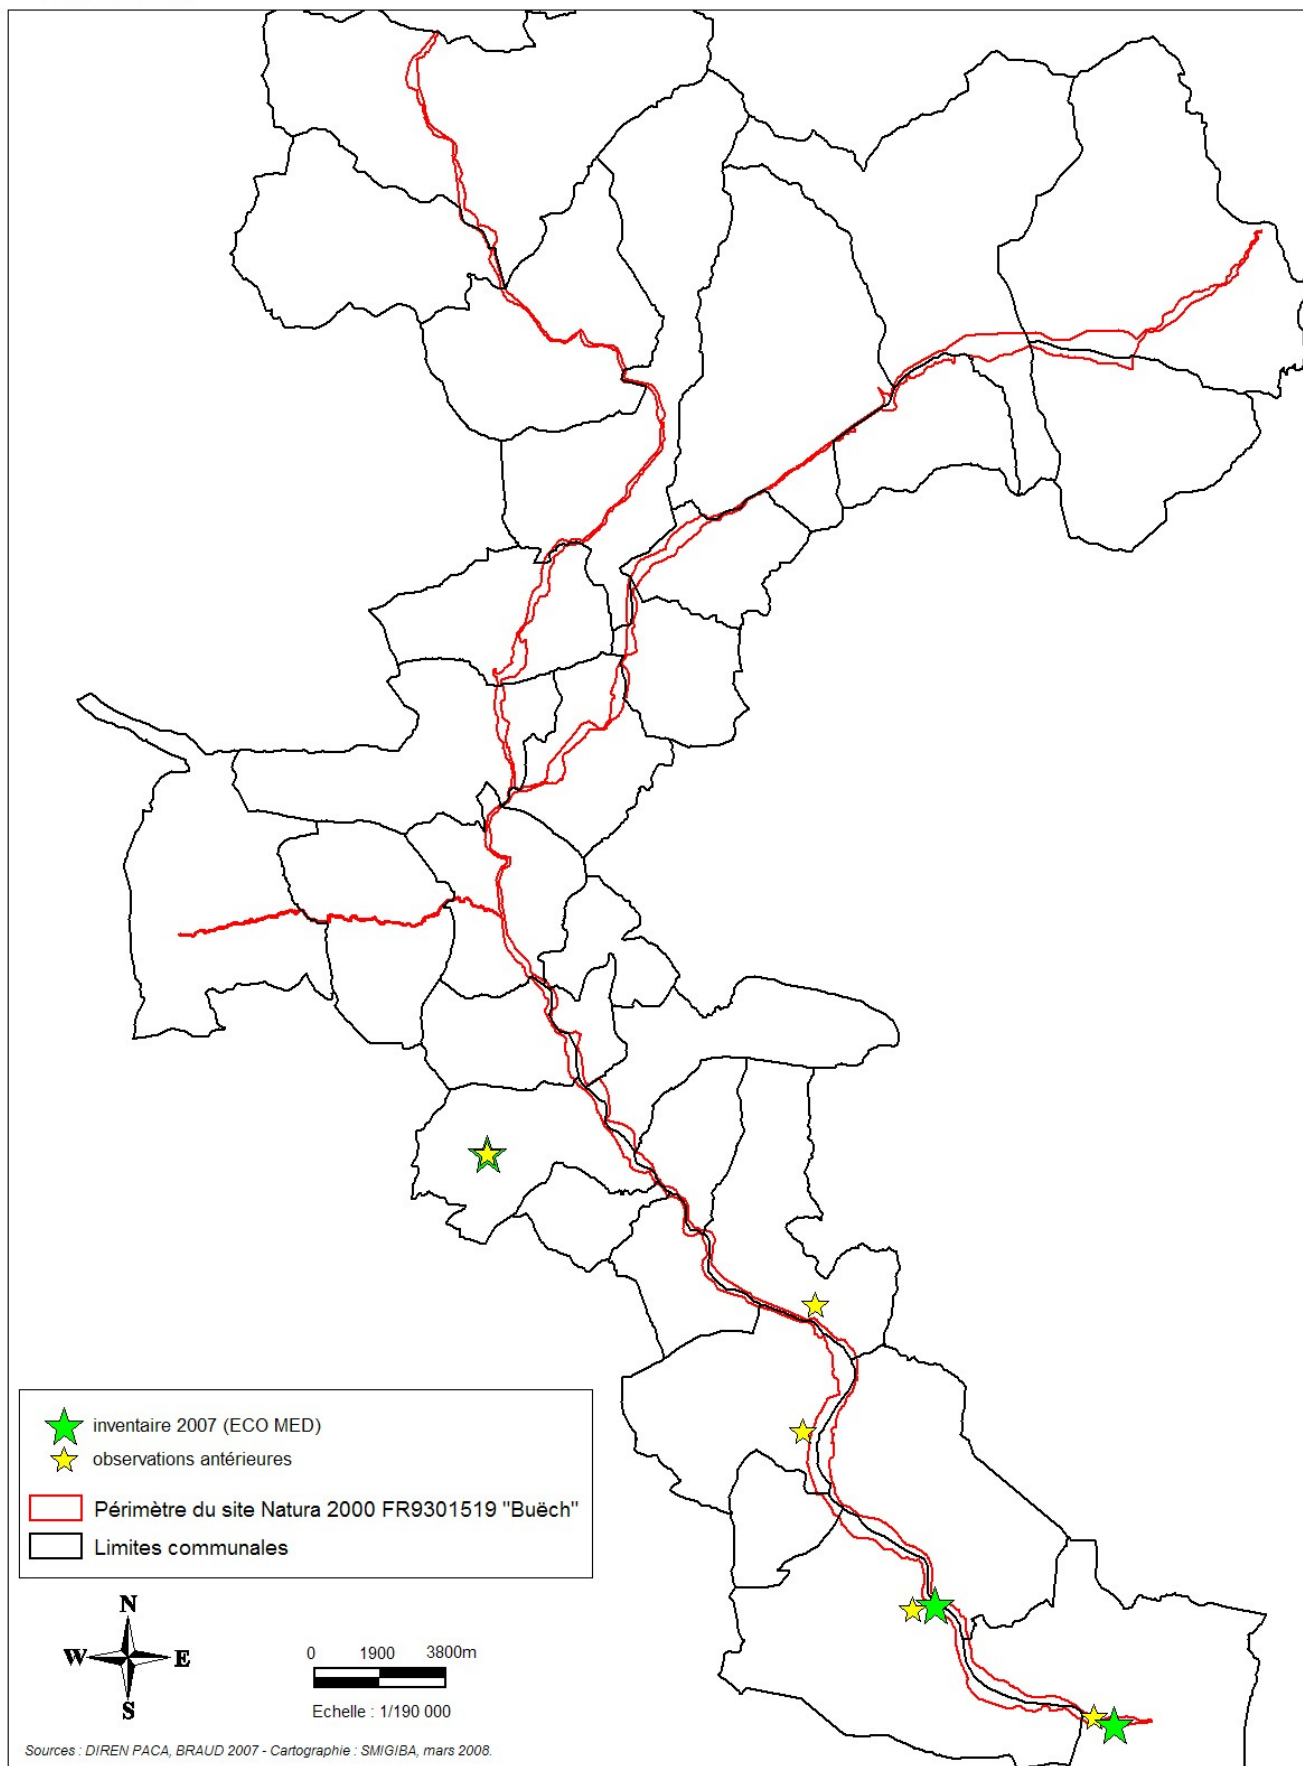 inventaire 2007 (ECO MED)
observations antérieures
Périmètre du site Natura 2000 FR9301519 "Buëch"
Limites communales
N
W E
S
0 1900 3800m
Echelle : 1/190 000
Sources : DIREN PACA, BRAUD 2007 - Cartographie : SMIGIBA, mars 2008.